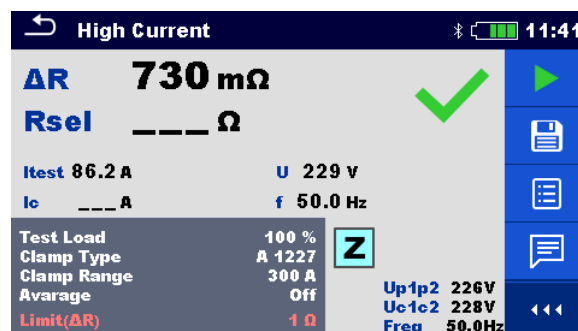 High Current 11:41
ΔR 730 mΩ
Rsel ___ Ω
Itest 86.2 A U 229 V
Ic ___ A f 50.0 Hz
Test Load 100 %
Clamp Type A 1227
Clamp Range 300 A
Avarage Off
Limit(ΔR) 1 Ω
Z
Up1p2 226V
Uc1c2 228V
Freq 50.0Hz